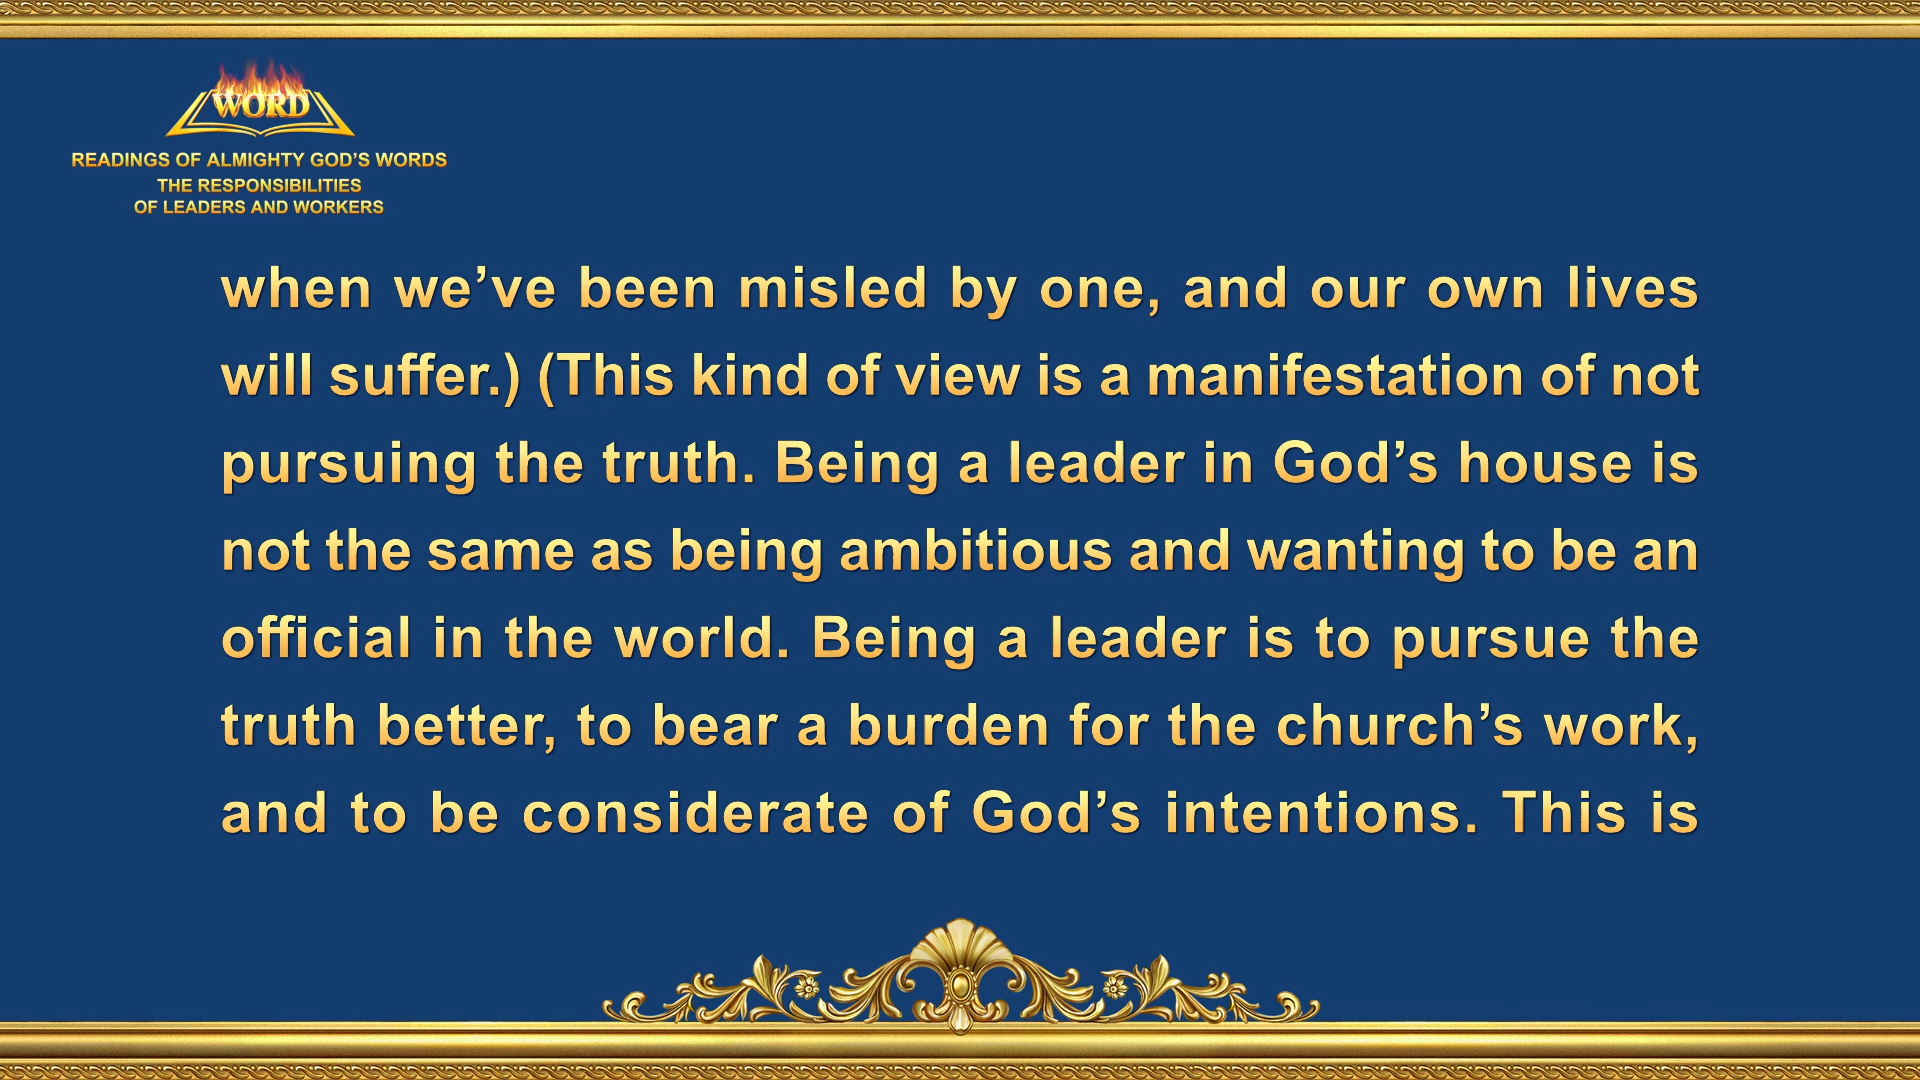 WORD
READINGS OF ALMIGHTY GOD’S WORDS
THE RESPONSIBILITIES
OF LEADERS AND WORKERS
when we’ve been misled by one, and our own lives
will suffer.) (This kind of view is a manifestation of not
pursuing the truth. Being a leader in God’s house is
not the same as being ambitious and wanting to be an
official in the world. Being a leader is to pursue the
truth better, to bear a burden for the church’s work,
and to be considerate of God’s intentions. This is